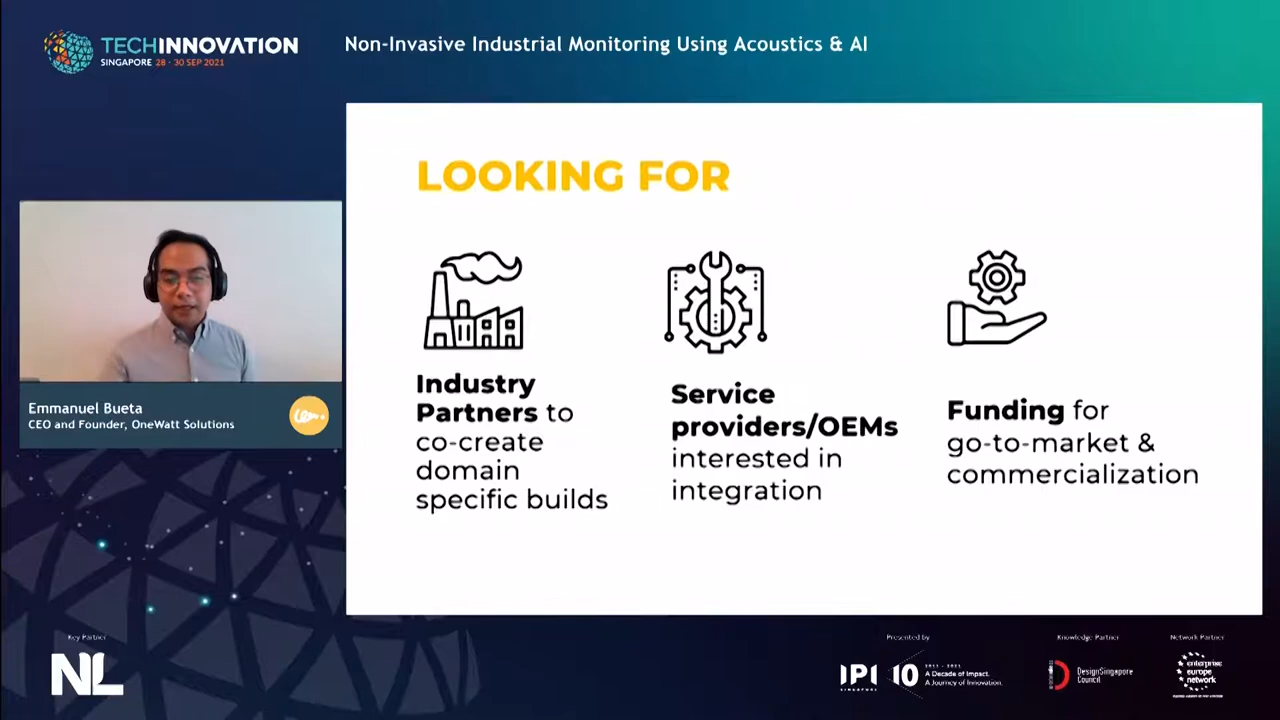 TECHINNOVATION
SINGAPORE 28 - 30 SEP 2021
Non-Invasive Industrial Monitoring Using Acoustics & AI
LOOKING FOR
Industry
Partners to
co-create
domain
specific builds
Service
providers/OEMs
interested in
integration
Funding for
go-to-market &
commercialization
Emmanuel Bueta
CEO and Founder, OneWatt Solutions
Key Partner
NL
Presented by
IPI
SINGAPORE
10
2011 - 2021
A Decade of Impact.
A Journey of Innovation.
Knowledge Partner
DesignSingapore
Council
Network Partner
enterprise
europe
network